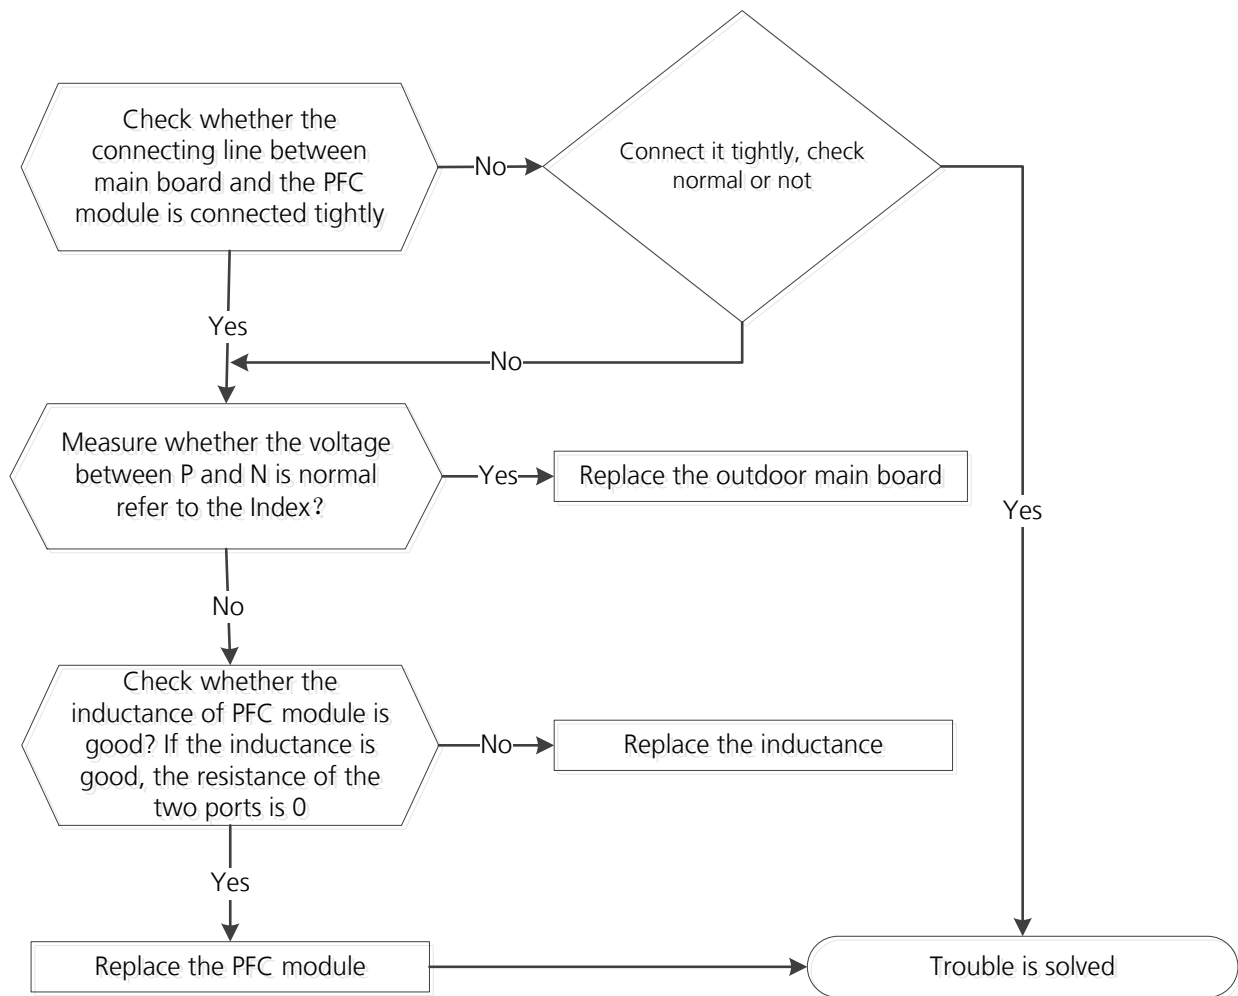 Check whether the
connecting line between
main board and the PFC
module is connected tightly
No
Connect it tightly, check
normal or not
Yes
No
Measure whether the voltage
between P and N is normal
refer to the Index?
Yes
Replace the outdoor main board
Yes
No
Check whether the
inductance of PFC module is
good? If the inductance is
good, the resistance of the
two ports is 0
No
Replace the inductance
Yes
Replace the PFC module
Trouble is solved